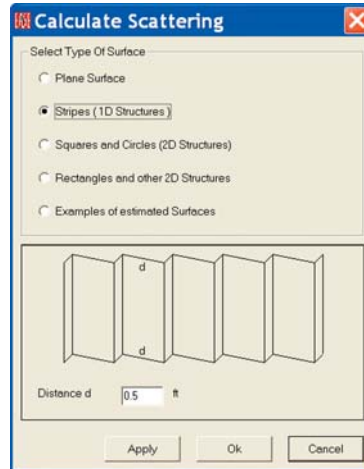 Calculate Scattering
Select Type Of Surface
Plane Surface
Stripes ( 1D Structures )
Squares and Circles (2D Structures)
Rectangles and other 2D Structures
Examples of estimated Surfaces
d
d
Distance d 0.5 ft
Apply Ok Cancel